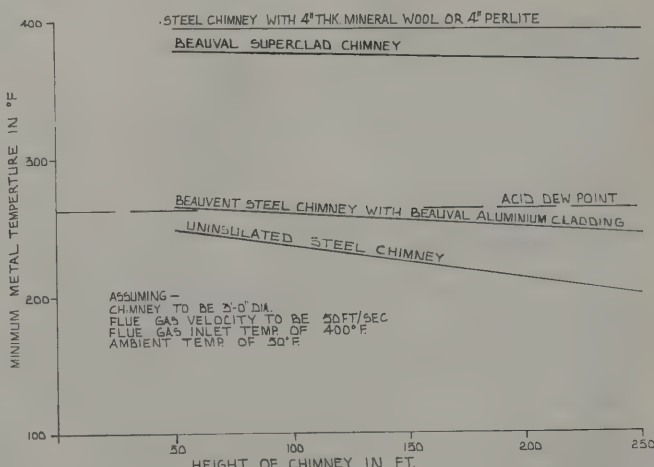 STEEL CHIMNEY WITH 4" THK. MINERAL WOOL OR 4" PERLITE
400
BEAUVAL SUPERCLAD CHIMNEY
MINIMUM METAL TEMPERTURE IN °F
300
ACID DEW POINT
BEAUVENT STEEL CHIMNEY WITH BEAUVAL ALUMINIUM CLADDING
UNINSULATED STEEL CHIMNEY
200
ASSUMING —
CHIMNEY TO BE 3'-0" DIA.
FLUE GAS VELOCITY TO BE 50FT/SEC
FLUE GAS INLET TEMP. OF 400°F.
AMBIENT TEMP. OF 50°F.
100
50 100 150 200 250
HEIGHT OF CHIMNEY IN FT.